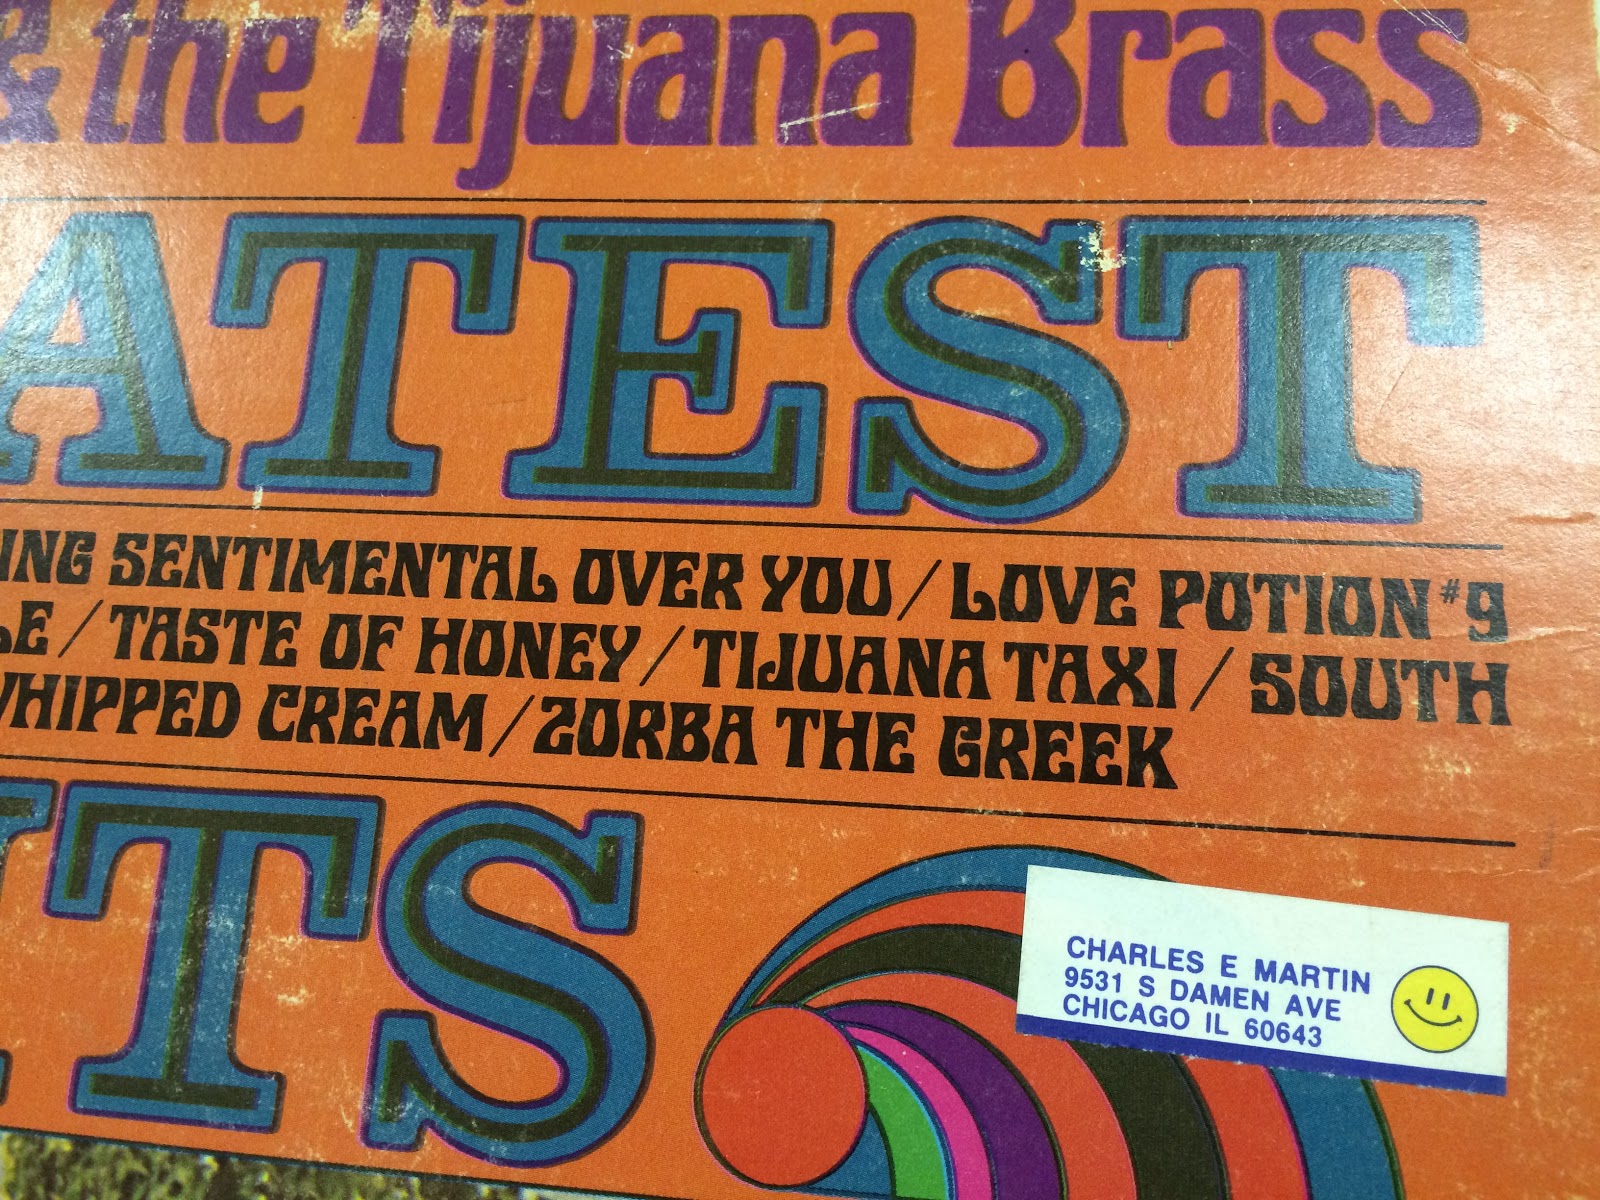 & the Tijuana Brass
ATEST
ING SENTIMENTAL OVER YOU / LOVE POTION #9
LE / TASTE OF HONEY / TIJUANA TAXI / SOUTH
WHIPPED CREAM / ZORBA THE GREEK
ITS
CHARLES E MARTIN
9531 S DAMEN AVE
CHICAGO IL 60643